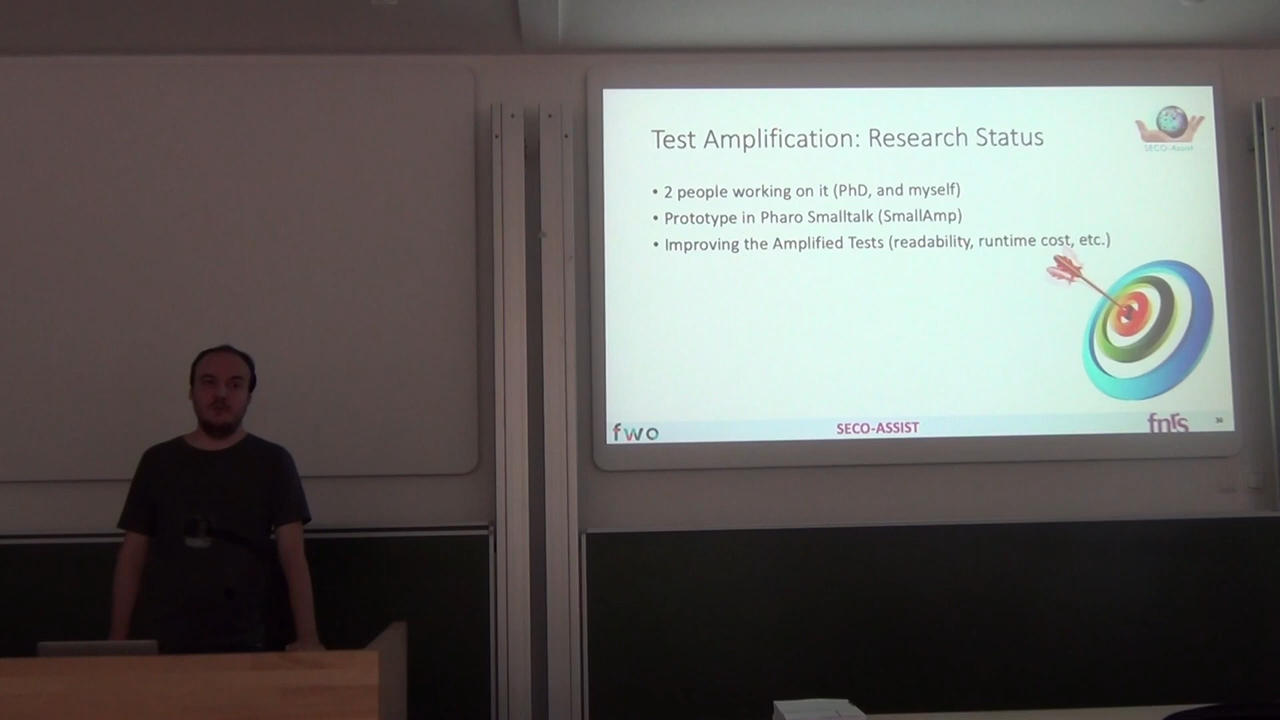 Test Amplification: Research Status
SECO-Assist
• 2 people working on it (PhD, and myself)
• Prototype in Pharo Smalltalk (SmallAmp)
• Improving the Amplified Tests (readability, runtime cost, etc.)
fwo
SECO-ASSIST
fnrs